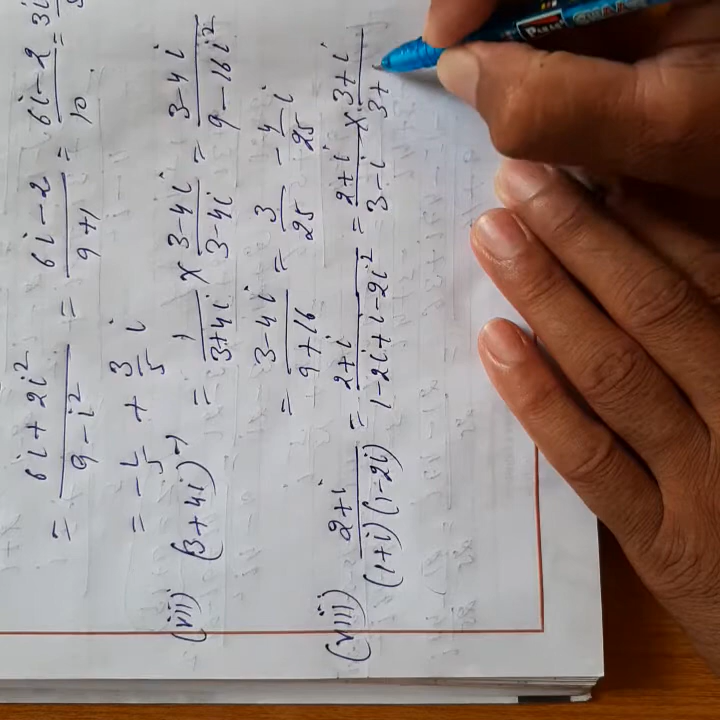 = (6i + 2i²)/(9 - i²) = (6i - 2)/(9 + 1) = (6i - 2)/10 = 3i
= -1/5 + 3/5 i
(vii) (3 + 4i)⁻¹ = 1/(3+4i) × (3-4i)/(3-4i) = (3-4i)/(9-16i²)
= (3-4i)/(9+16) = 3/25 - 4/25 i
(viii) (2+i)/((1+i)(1-2i)) = (2+i)/(1-2i+i-2i²) = (2+i)/(3-i) × (3+i)/(3+